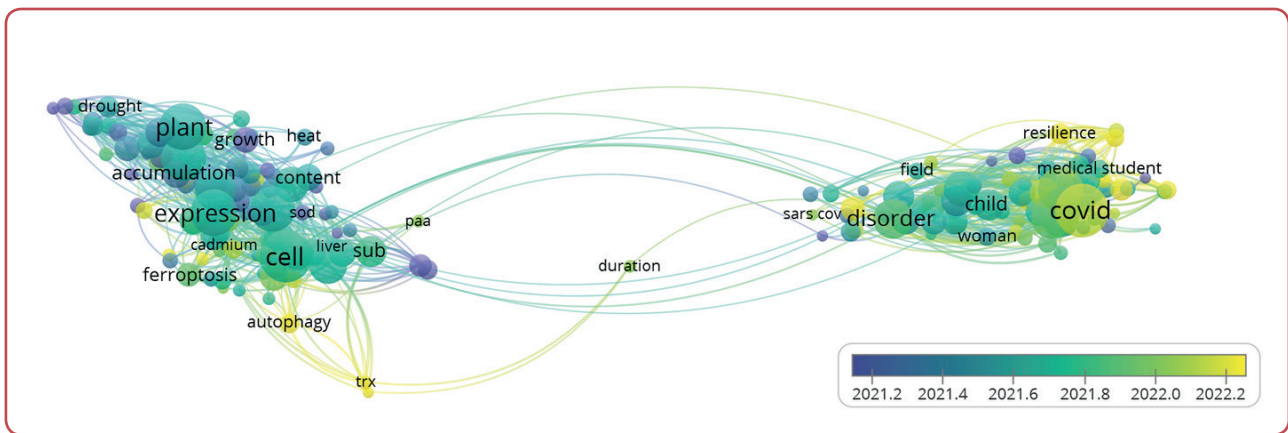 drought
plant
growth
heat
accumulation
content
expression
sod
cadmium
liver
sub
cell
ferroptosis
paa
autophagy
trx
duration
resilience
field
medical student
sars cov
disorder
child
covid
woman
2021.2 2021.4 2021.6 2021.8 2022.0 2022.2